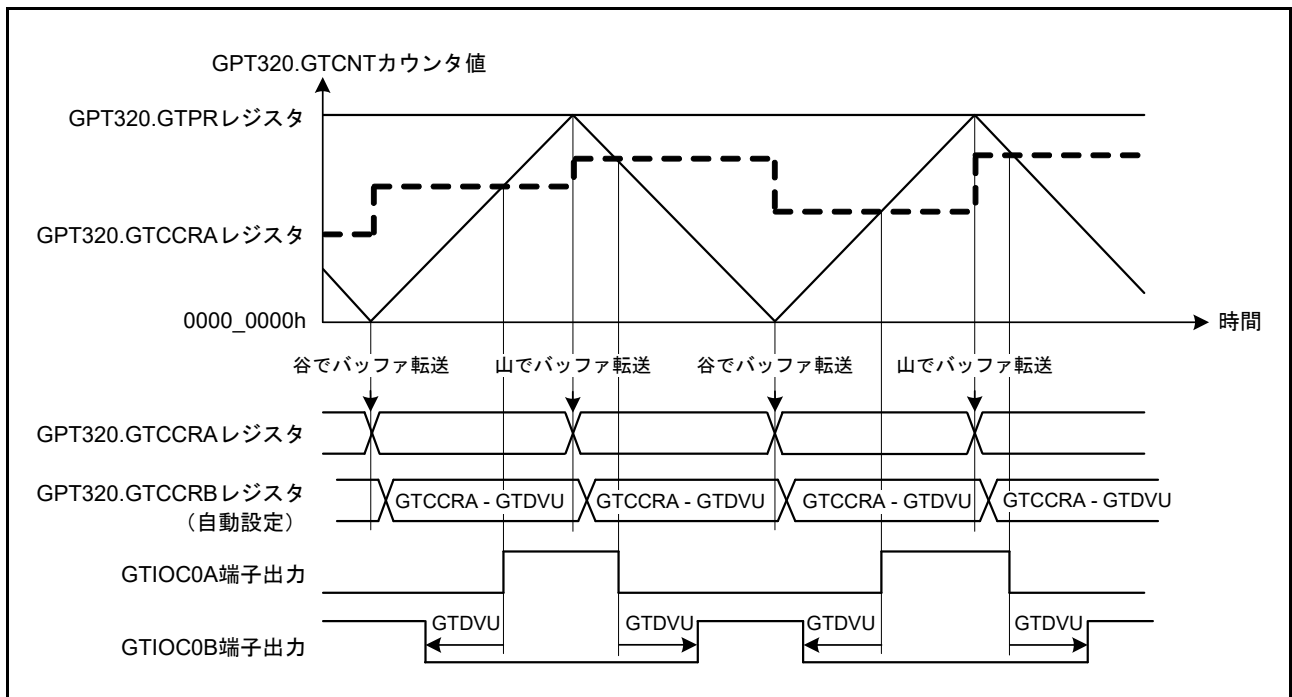 GPT320.GTCNTカウンタ値
GPT320.GTPRレジスタ
GPT320.GTCCRAレジスタ
0000_0000h
時間
谷でバッファ転送 山でバッファ転送 谷でバッファ転送 山でバッファ転送
GPT320.GTCCRAレジスタ
GPT320.GTCCRBレジスタ
（自動設定）
GTCCRA - GTDVU GTCCRA - GTDVU GTCCRA - GTDVU GTCCRA - GTDVU
GTIOC0A端子出力
GTDVU GTDVU GTDVU GTDVU
GTIOC0B端子出力